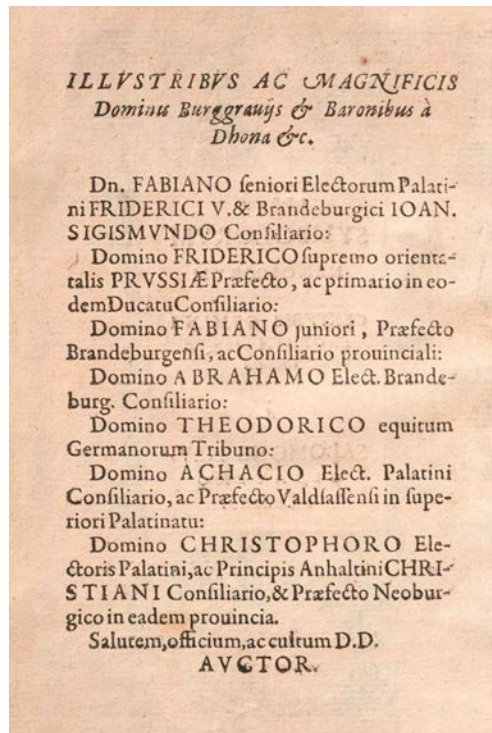 ILLVSTRIBVS AC MAGNIFICIS
Dominis Burggrauijs & Baronibus à
Dhona &c.
Dn. FABIANO seniori Electorum Palati-
ni FRIDERICI V. & Brandeburgici IOAN.
SIGISMVNDO Consiliario:
Domino FRIDERICO supremo orienta-
talis PRVSSIÆ Præfecto, ac primario in eo-
dem Ducatu Consiliario:
Domino FABIANO juniori, Præfecto
Brandeburgensi, ac Consiliario prouinciali:
Domino ABRAHAMO Elect. Brande-
burg. Consiliario:
Domino THEODORICO equitum
Germanorum Tribuno:
Domino ACHACIO Elect. Palatini
Consiliario, ac Præfecto Valdsassensi in supe-
riori Palatinatu:
Domino CHRISTOPHORO Ele-
ctoris Palatini, ac Principis Anhaltini CHRI-
STIANI Consiliario, & Præfecto Neobur-
gico in eadem prouincia.
Salutem, officium, ac cultum D.D.
AVCTOR.